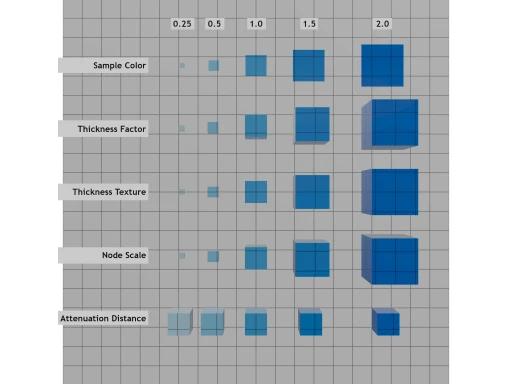 0.25 0.5 1.0 1.5 2.0
Sample Color
Thickness Factor
Thickness Texture
Node Scale
Attenuation Distance